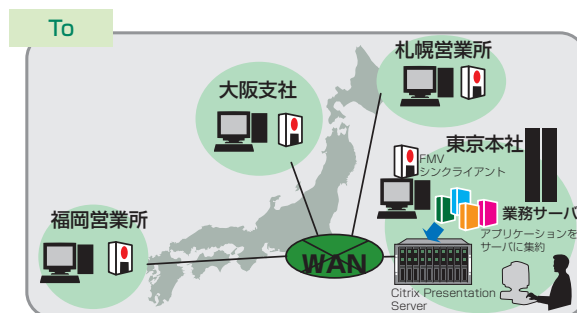 To
札幌営業所
大阪支社
東京本社
FMV
シンクライアント
福岡営業所
業務サーバ
アプリケーションを
サーバに集約
WAN
Citrix Presentation
Server